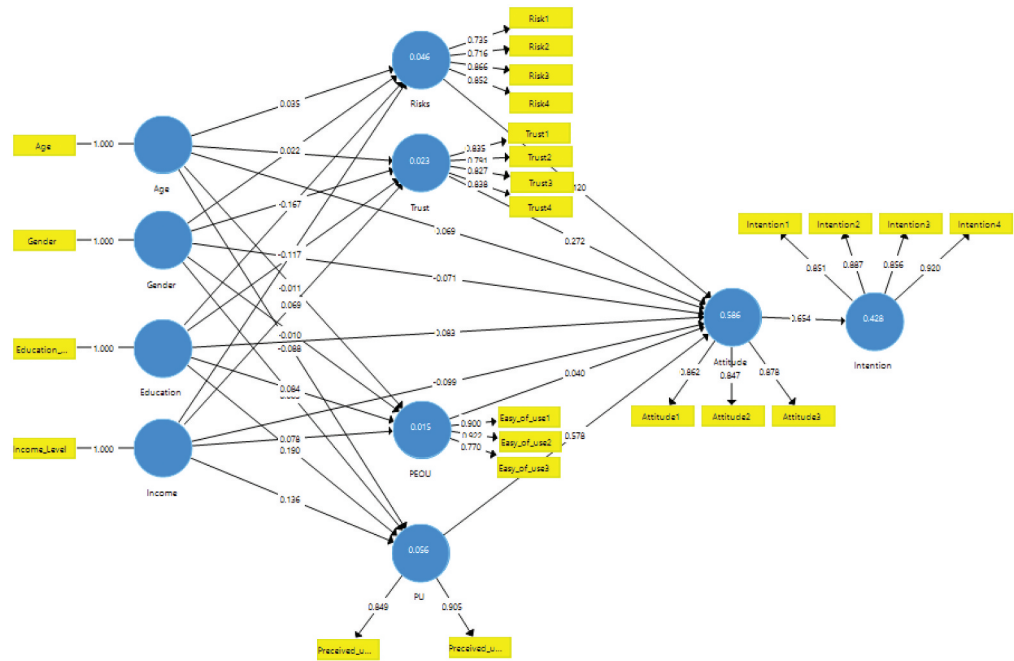 Risk1
0.735
0.046
Risk2
0.716
0.866
Risk3
0.852
Risks
Risk4
0.035
Trust1
0.835
Age
1.000
0.022
0.791
Trust2
0.023
0.827
Trust3
0.838
Age
-0.167
Trust
Trust4
120
Intention1
Intention2
Intention3
Intention4
0.069
0.272
Gender
1.000
-0.117
0.851
0.887
0.856
0.920
-0.071
Gender
-0.011
0.069
0.586
0.654
0.428
-0.010
0.083
Education_...
1.000
-0.088
Attitude
Intention
0.862
0.847
0.878
-0.099
0.040
Education
0.084
Attitude1
Attitude2
Attitude3
0.900
Easy_of_use1
0.015
0.922
Easy_of_use2
0.578
0.078
Income_Level
1.000
0.190
0.770
Easy_of_use3
PEOU
Income
0.136
0.056
PU
0.849
0.905
Preceived_u...
Preceived_u...